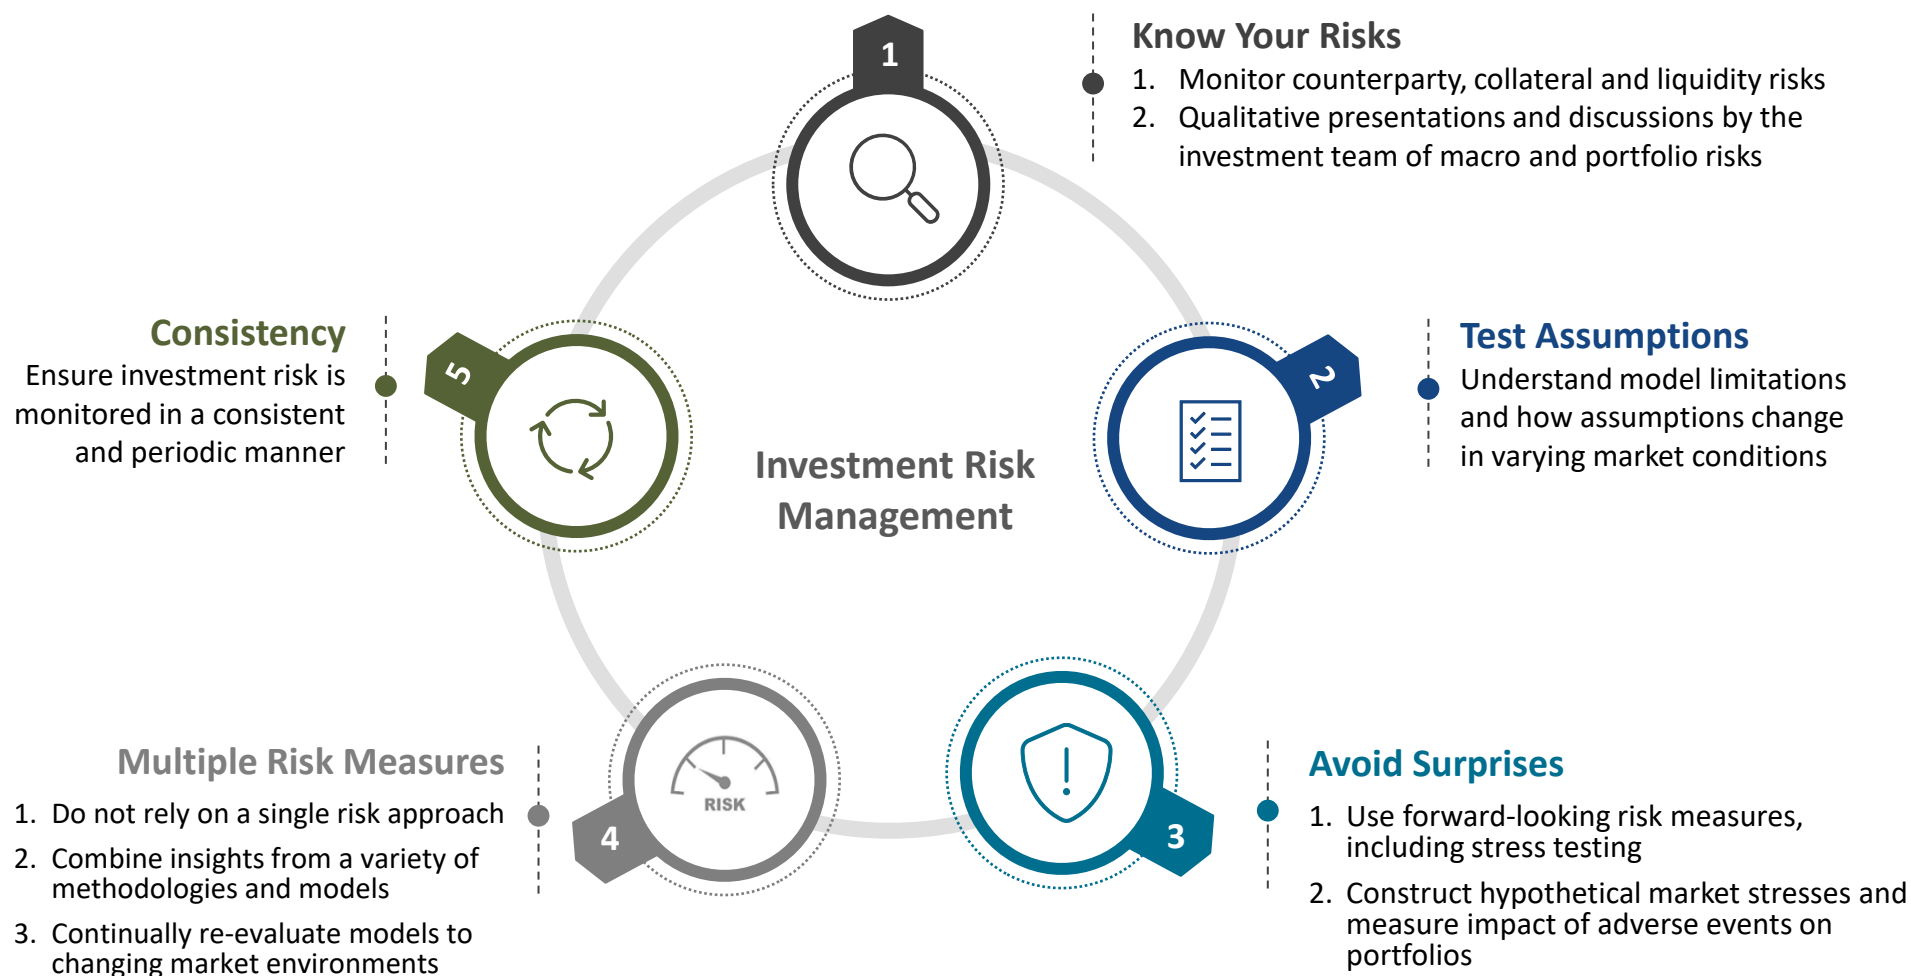 1
Know Your Risks
1. Monitor counterparty, collateral and liquidity risks
2. Qualitative presentations and discussions by the
investment team of macro and portfolio risks
2
Test Assumptions
Understand model limitations
and how assumptions change
in varying market conditions
5
Consistency
Ensure investment risk is
monitored in a consistent
and periodic manner
Investment Risk
Management
3
Avoid Surprises
1. Use forward-looking risk measures,
including stress testing
2. Construct hypothetical market stresses and
measure impact of adverse events on
portfolios
4
RISK
Multiple Risk Measures
1. Do not rely on a single risk approach
2. Combine insights from a variety of
methodologies and models
3. Continually re-evaluate models to
changing market environments